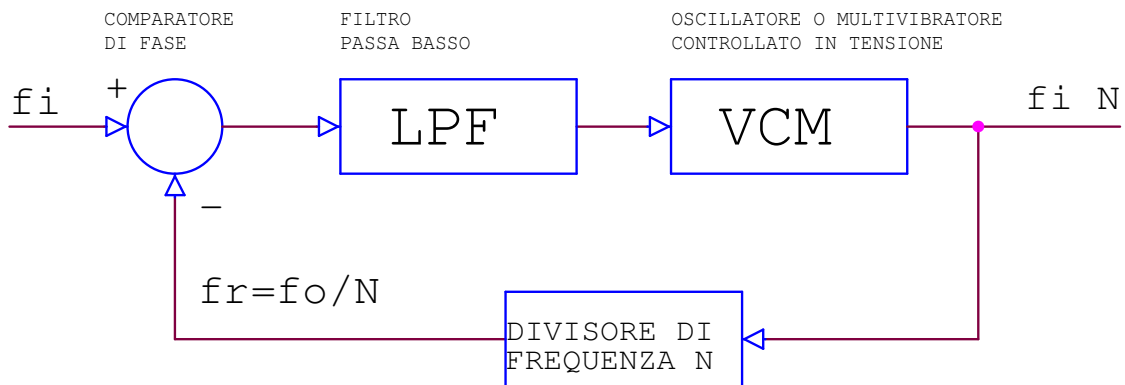 COMPARATORE
DI FASE
FILTRO
PASSA BASSO
OSCILLATORE O MULTIVIBRATORE
CONTROLLATO IN TENSIONE
fi
+
LPF
VCM
fi N
-
fr=fo/N
DIVISORE DI
FREQUENZA N